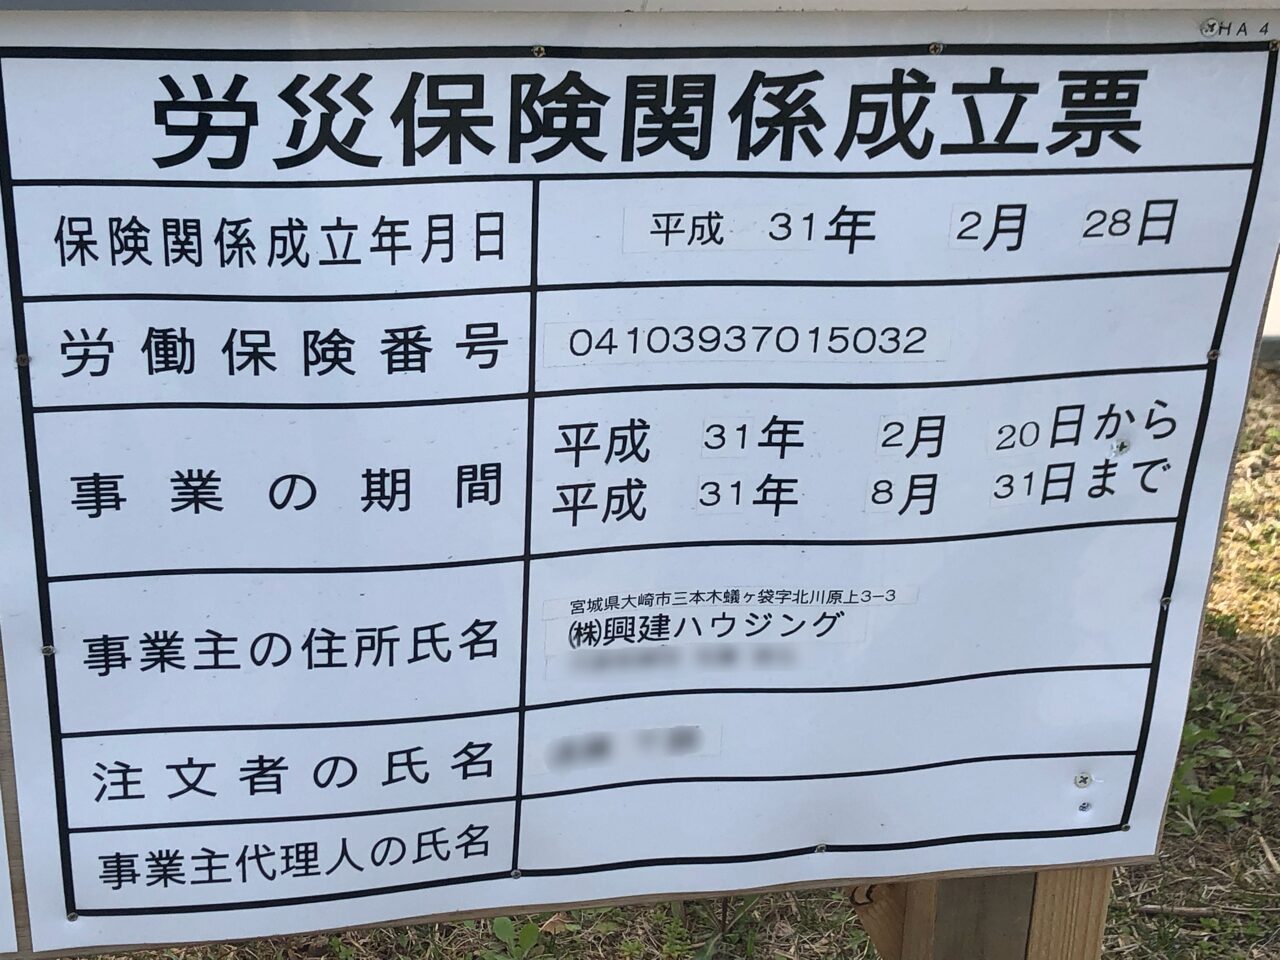 HA 4
労災保険関係成立票
保険関係成立年月日 平成 31年 2月 28日
労働保険番号 04103937015032
事業の期間 平成 31年 2月 20日から
平成 31年 8月 31日まで
事業主の住所氏名 宮城県大崎市三本木蟻ヶ袋字北川原上3-3
㈱興建ハウジング
注文者の氏名
事業主代理人の氏名